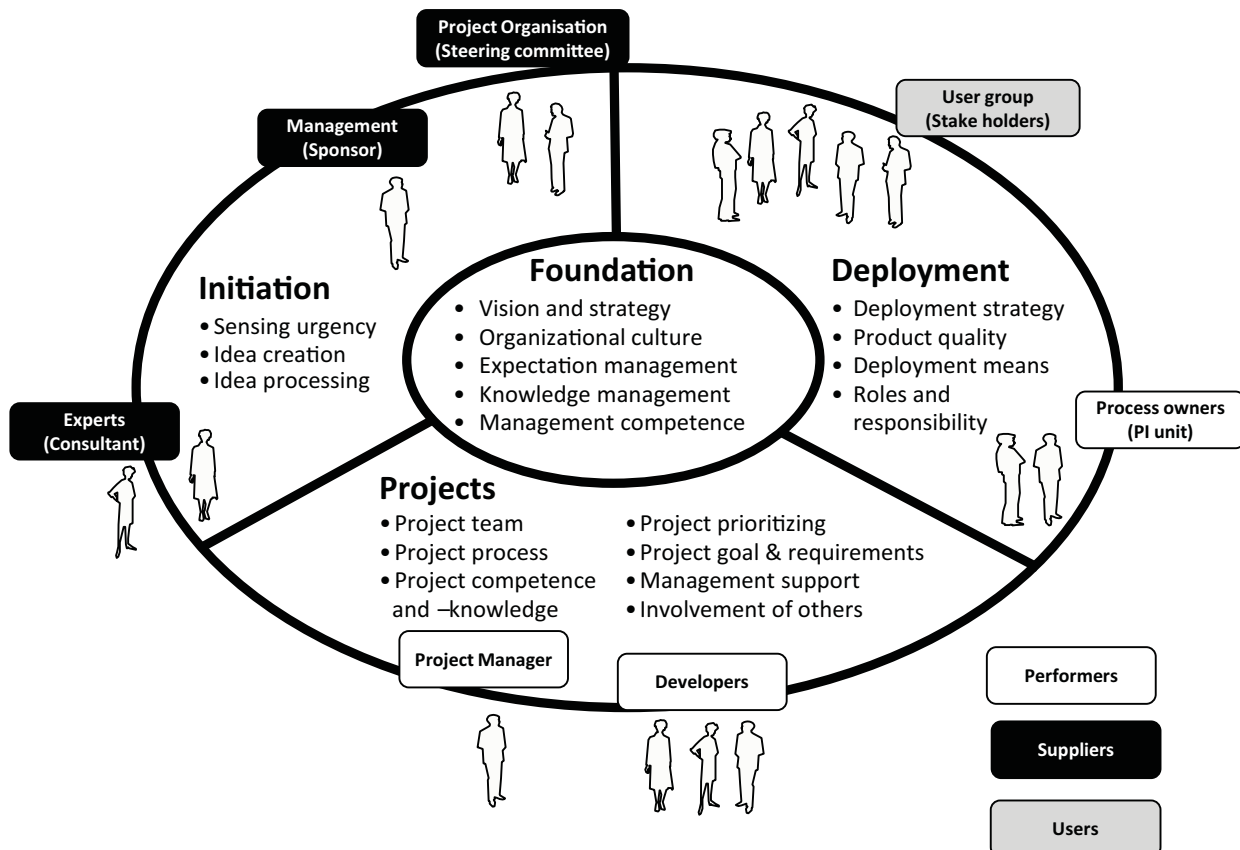 Project Organisation
(Steering committee)
User group
(Stake holders)
Management
(Sponsor)
Foundation
• Vision and strategy
• Organizational culture
• Expectation management
• Knowledge management
• Management competence
Initiation
• Sensing urgency
• Idea creation
• Idea processing
Deployment
• Deployment strategy
• Product quality
• Deployment means
• Roles and
responsibility
Experts
(Consultant)
Process owners
(PI unit)
Projects
• Project team
• Project process
• Project competence
and –knowledge
• Project prioritizing
• Project goal & requirements
• Management support
• Involvement of others
Project Manager
Developers
Performers
Suppliers
Users